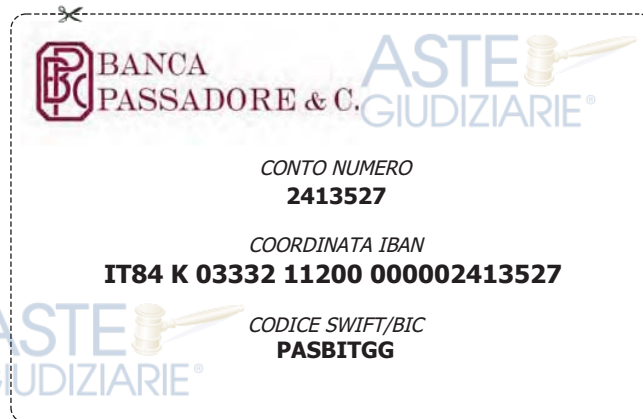 BANCA
PASSADORE & C.
ASTE
GIUDIZIARIE®
CONTO NUMERO
2413527
COORDINATA IBAN
IT84 K 03332 11200 000002413527
CODICE SWIFT/BIC
PASBITGG
ASTE
GIUDIZIARIE®